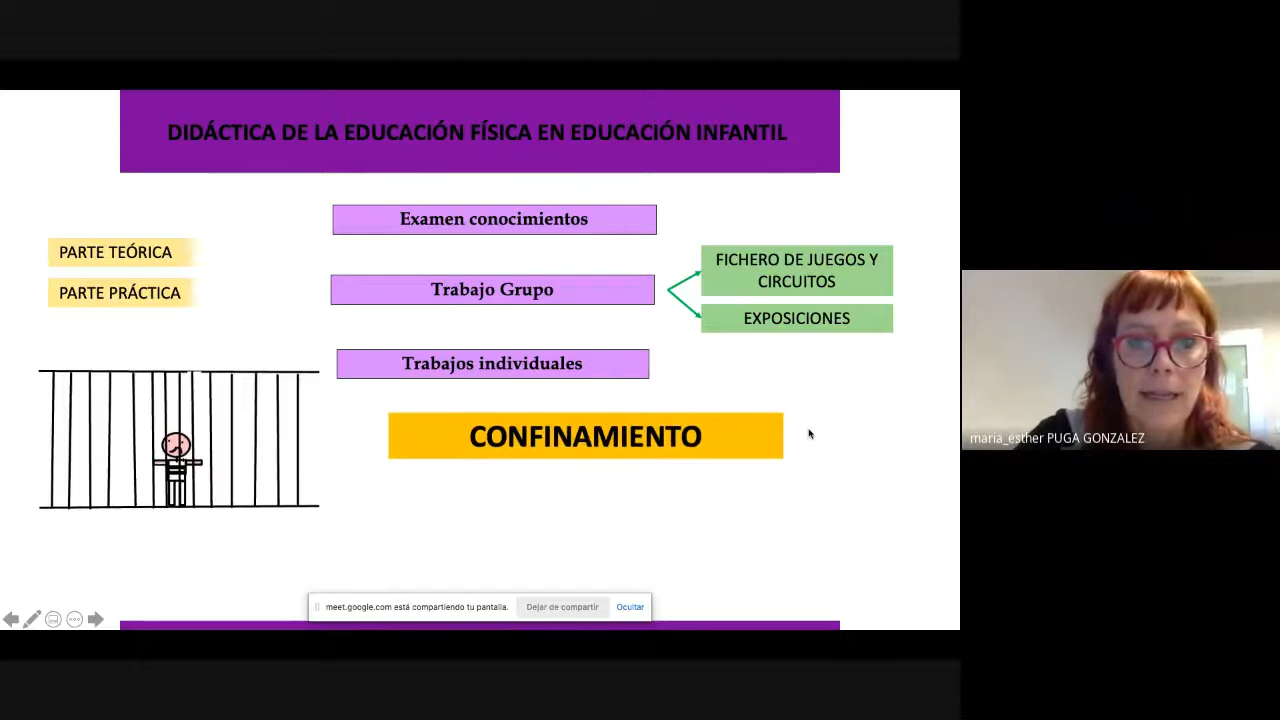 DIDÁCTICA DE LA EDUCACIÓN FÍSICA EN EDUCACIÓN INFANTIL
Examen conocimientos
PARTE TEÓRICA
PARTE PRÁCTICA
Trabajo Grupo
FICHERO DE JUEGOS Y
CIRCUITOS
EXPOSICIONES
Trabajos individuales
CONFINAMIENTO
maria_esther PUGA GONZALEZ
meet.google.com está compartiendo tu pantalla.
Dejar de compartir
Ocultar